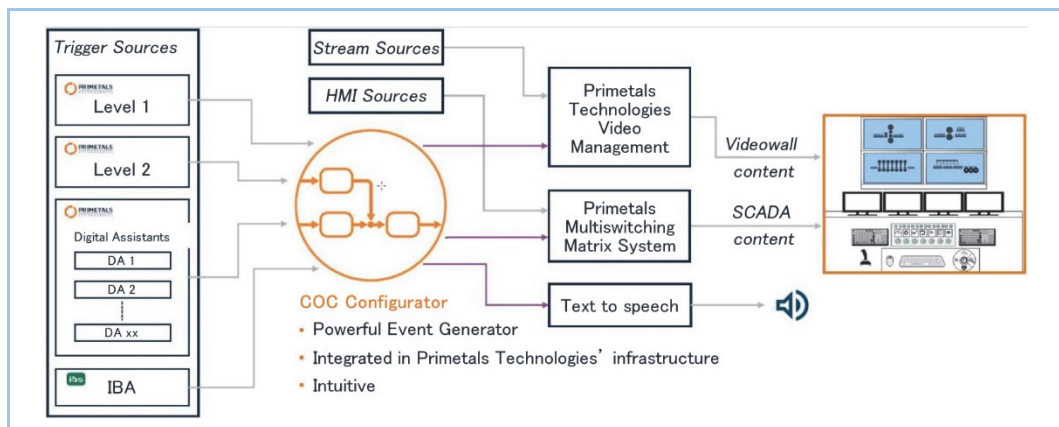 Trigger Sources
PRIMETALS
Level 1
PRIMETALS
Level 2
PRIMETALS
Digital Assistants
DA 1
DA 2
DA xx
iba
IBA
Stream Sources
HMI Sources
COC Configurator
• Powerful Event Generator
• Integrated in Primetals Technologies’ infrastructure
• Intuitive
Primetals
Technologies
Video
Management
Primetals
Multiswitching
Matrix System
Text to speech
Videowall
content
SCADA
content